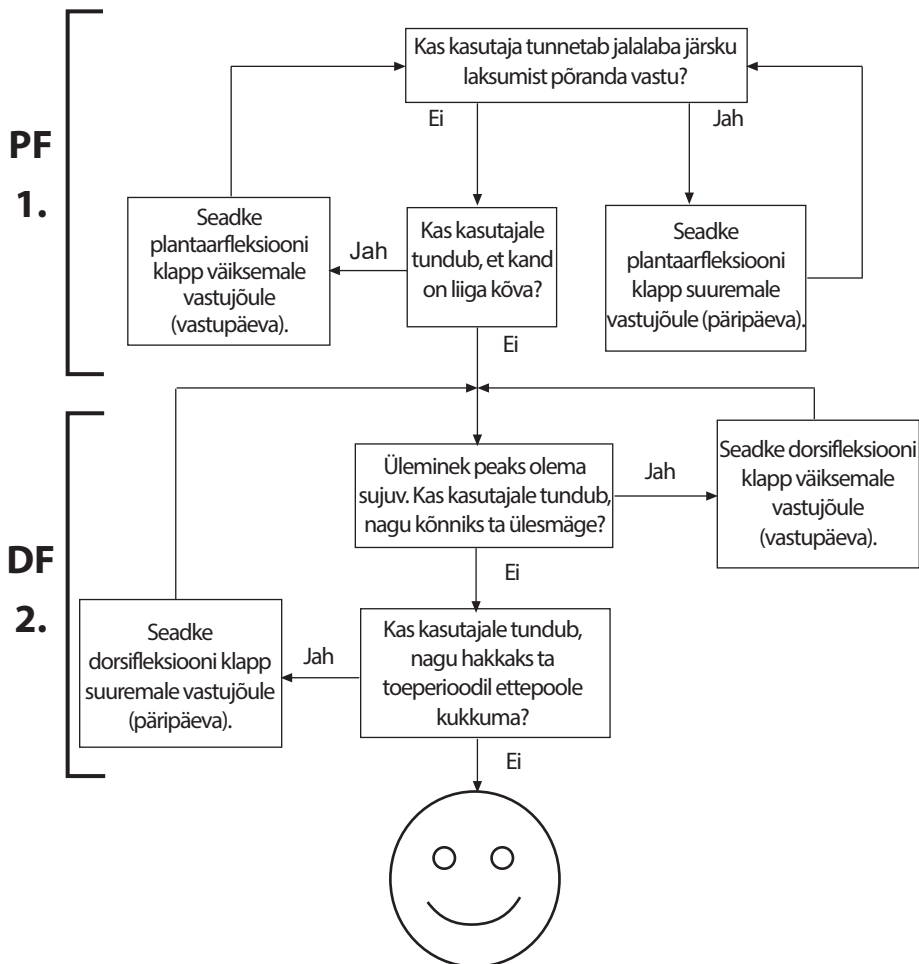 Kas kasutaja tunnetab jalalaba järsku
laksumist põranda vastu?
Ei
Jah
PF
1.
Seadke
plantaarfleksiooni
klapp väiksemale
vastujõule
(vastupäeva).
Jah
Kas kasutajale
tundub, et kand
on liiga kõva?
Seadke
plantaarfleksiooni
klapp suuremale
vastujõule (päripäeva).
Ei
DF
2.
Üleminek peaks olema
sujuv. Kas kasutajale tundub,
nagu kõnniks ta ülesmäge?
Jah
Seadke dorsifleksiooni
klapp väiksemale
vastujõule
(vastupäeva).
Ei
Seadke
dorsifleksiooni klapp
suuremale vastujõule
(päripäeva).
Jah
Kas kasutajale tundub,
nagu hakkaks ta
toeperioodil ettepoole
kukkuma?
Ei